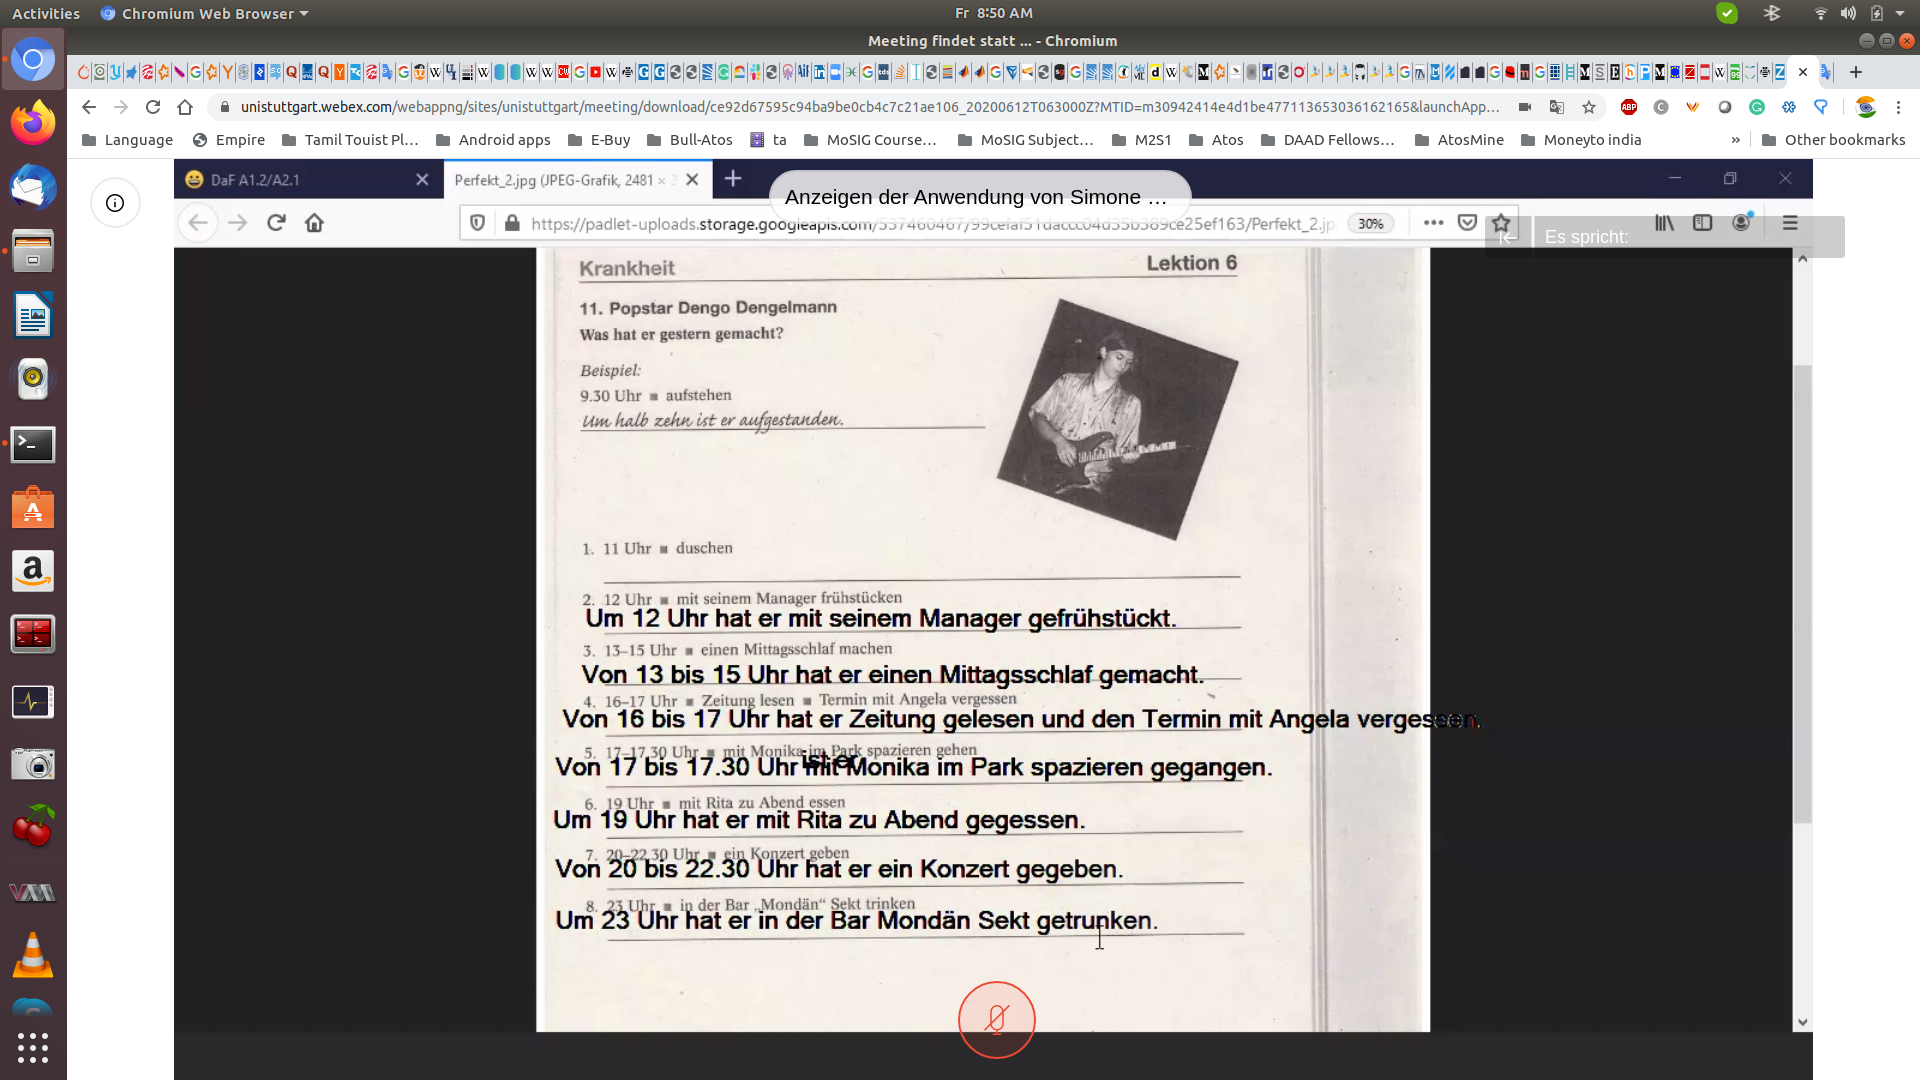 Activities
Chromium Web Browser
Fr 8:50 AM
Meeting findet statt ... - Chromium
unistuttgart.webex.com/webappng/sites/unistuttgart/meeting/download/ce92d67595c94ba9be0cb4c7c21ae106_20200612T063000Z?MTID=m30942414e4d1be477113653036162165&launchApp...
Language
Empire
Tamil Touist Pl...
Android apps
E-Buy
Bull-Atos
ta
MoSIG Course...
MoSIG Subject...
M2S1
Atos
DAAD Fellows...
AtosMine
Moneyto india
»
Other bookmarks
DaF A1.2/A2.1
Perfekt_2.jpg (JPEG-Grafik, 2481 ×
Anzeigen der Anwendung von Simone ...
https://padlet-uploads.storage.googleapis.com/537460467/99cefaf51daccc04d35b389ce25ef163/Perfekt_2.jp
30%
Es spricht:
Krankheit
Lektion 6
11. Popstar Dengo Dengelmann
Was hat er gestern gemacht?
Beispiel:
9.30 Uhr ■ aufstehen
Um halb zehn ist er aufgestanden.
1. 11 Uhr ■ duschen
2. 12 Uhr ■ mit seinem Manager frühstücken
Um 12 Uhr hat er mit seinem Manager gefrühstückt.
3. 13–15 Uhr ■ einen Mittagsschlaf machen
Von 13 bis 15 Uhr hat er einen Mittagsschlaf gemacht.
4. 16–17 Uhr ■ Zeitung lesen ■ Termin mit Angela vergessen
Von 16 bis 17 Uhr hat er Zeitung gelesen und den Termin mit Angela vergessen.
5. 17–17.30 Uhr ■ mit Monika im Park spazieren gehen
ist er
Von 17 bis 17.30 Uhr mit Monika im Park spazieren gegangen.
6. 19 Uhr ■ mit Rita zu Abend essen
Um 19 Uhr hat er mit Rita zu Abend gegessen.
7. 20–22.30 Uhr ■ ein Konzert geben
Von 20 bis 22.30 Uhr hat er ein Konzert gegeben.
8. 23 Uhr ■ in der Bar „Mondän“ Sekt trinken
Um 23 Uhr hat er in der Bar Mondän Sekt getrunken.